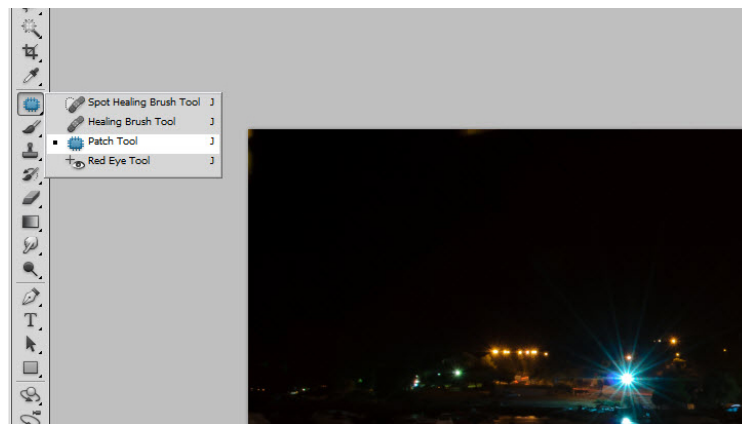 Spot Healing Brush Tool J
Healing Brush Tool J
Patch Tool J
Red Eye Tool J
T